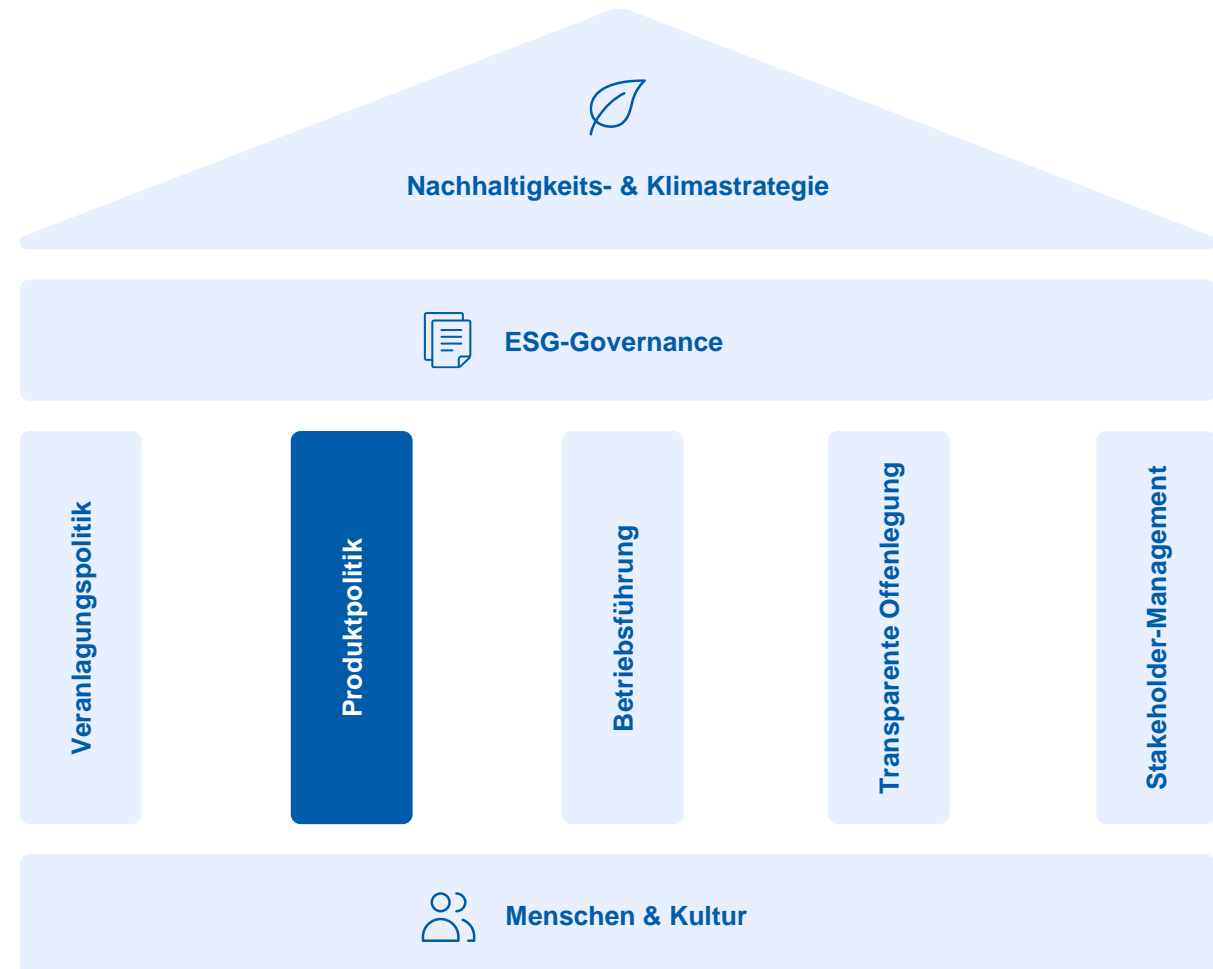 Nachhaltigkeits- & Klimastrategie
ESG-Governance
Veranlagungspolitik
Produktpolitik
Betriebsführung
Transparente Offenlegung
Stakeholder-Management
Menschen & Kultur